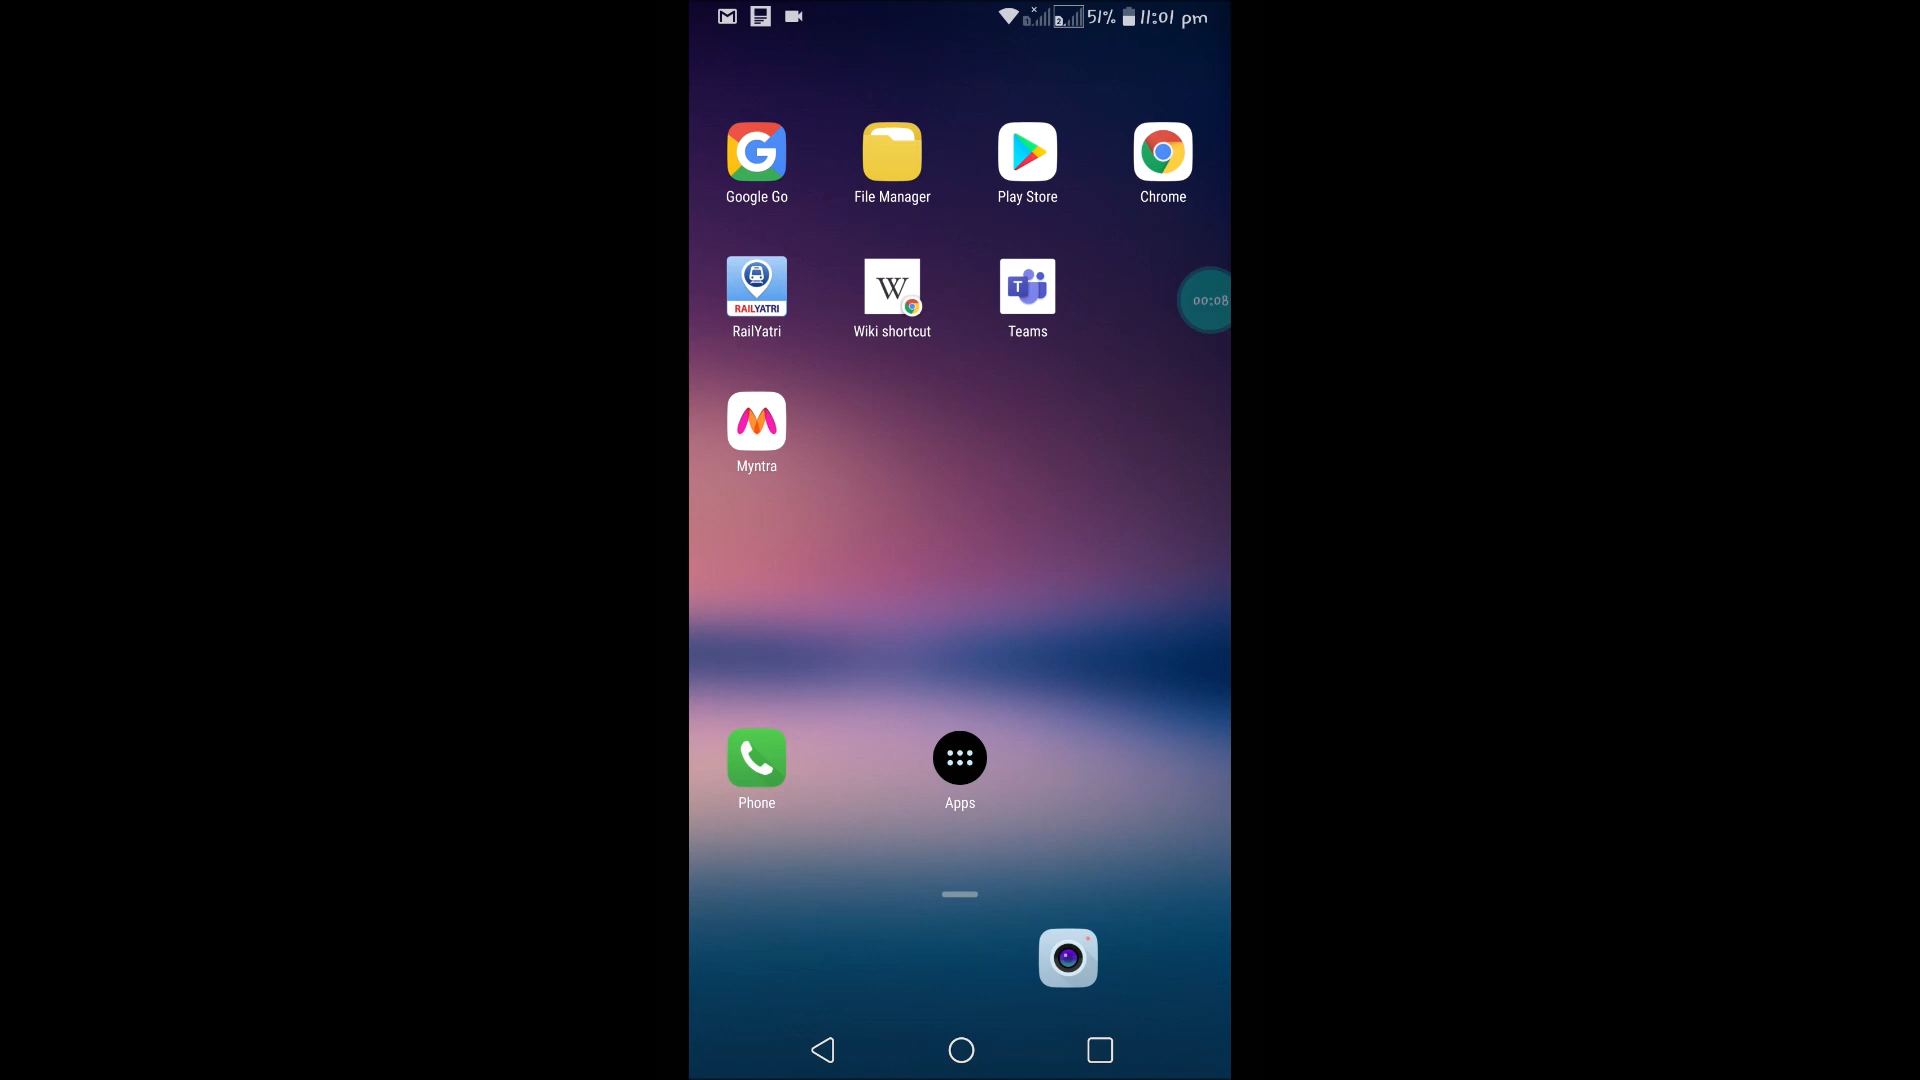 51% 11:01 pm
Google Go File Manager Play Store Chrome
RAILYATRI
W
T
00:08
RailYatri Wiki shortcut Teams
Myntra
Phone Apps